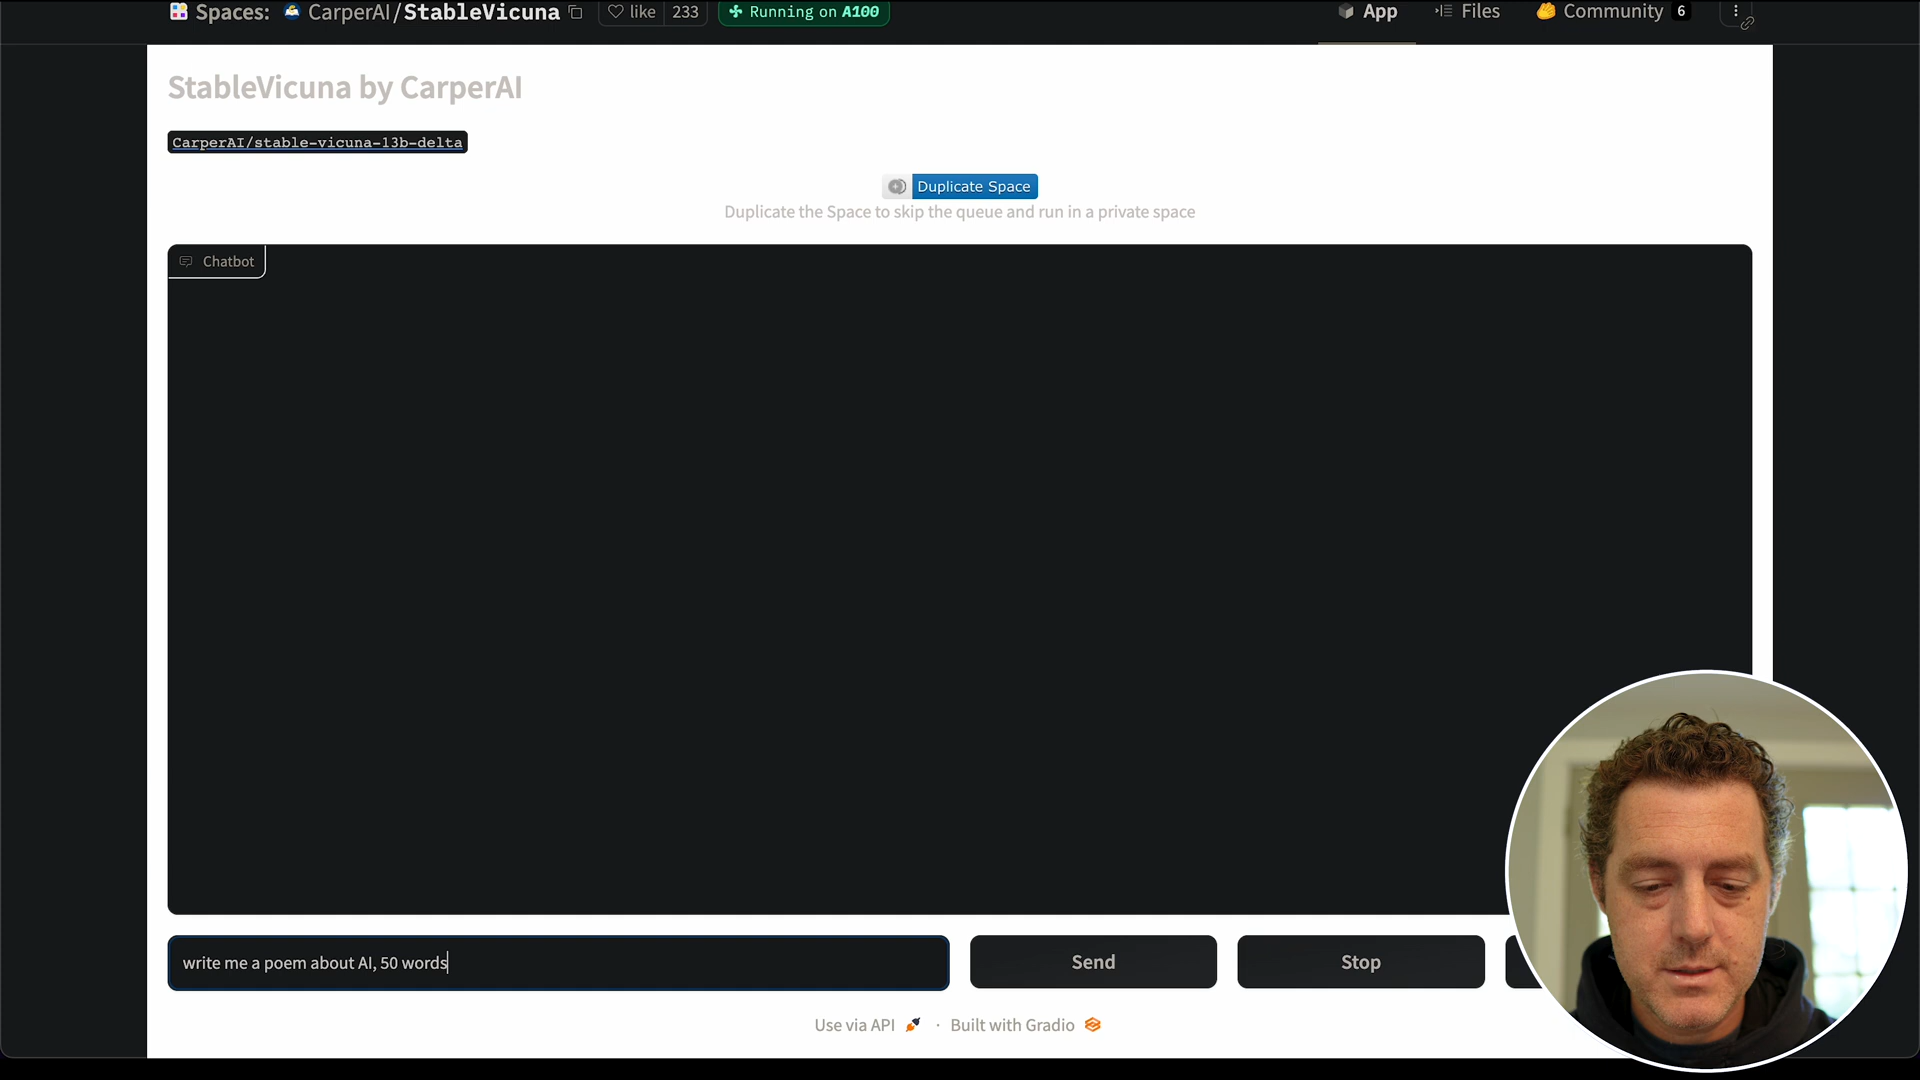 Spaces: CarperAI/StableVicuna like 233 Running on A100 App Files Community 6
StableVicuna by CarperAI
CarperAI/stable-vicuna-13b-delta
Duplicate Space
Duplicate the Space to skip the queue and run in a private space
Chatbot
write me a poem about AI, 50 words Send Stop
Use via API · Built with Gradio